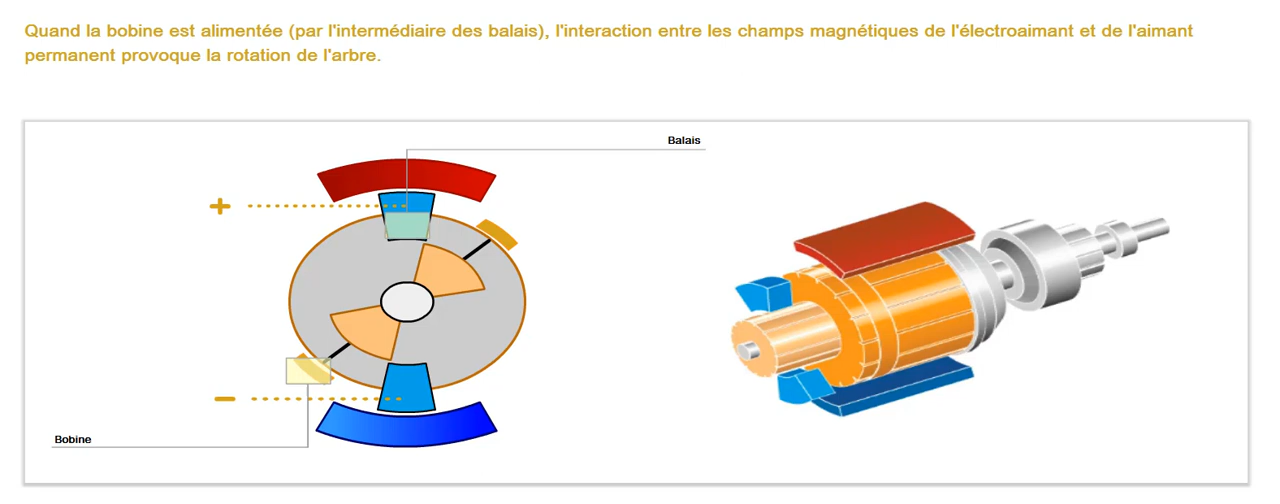 Quand la bobine est alimentée (par l'intermédiaire des balais), l'interaction entre les champs magnétiques de l'électroaimant et de l'aimant
permanent provoque la rotation de l'arbre.
Balais
+
−
Bobine